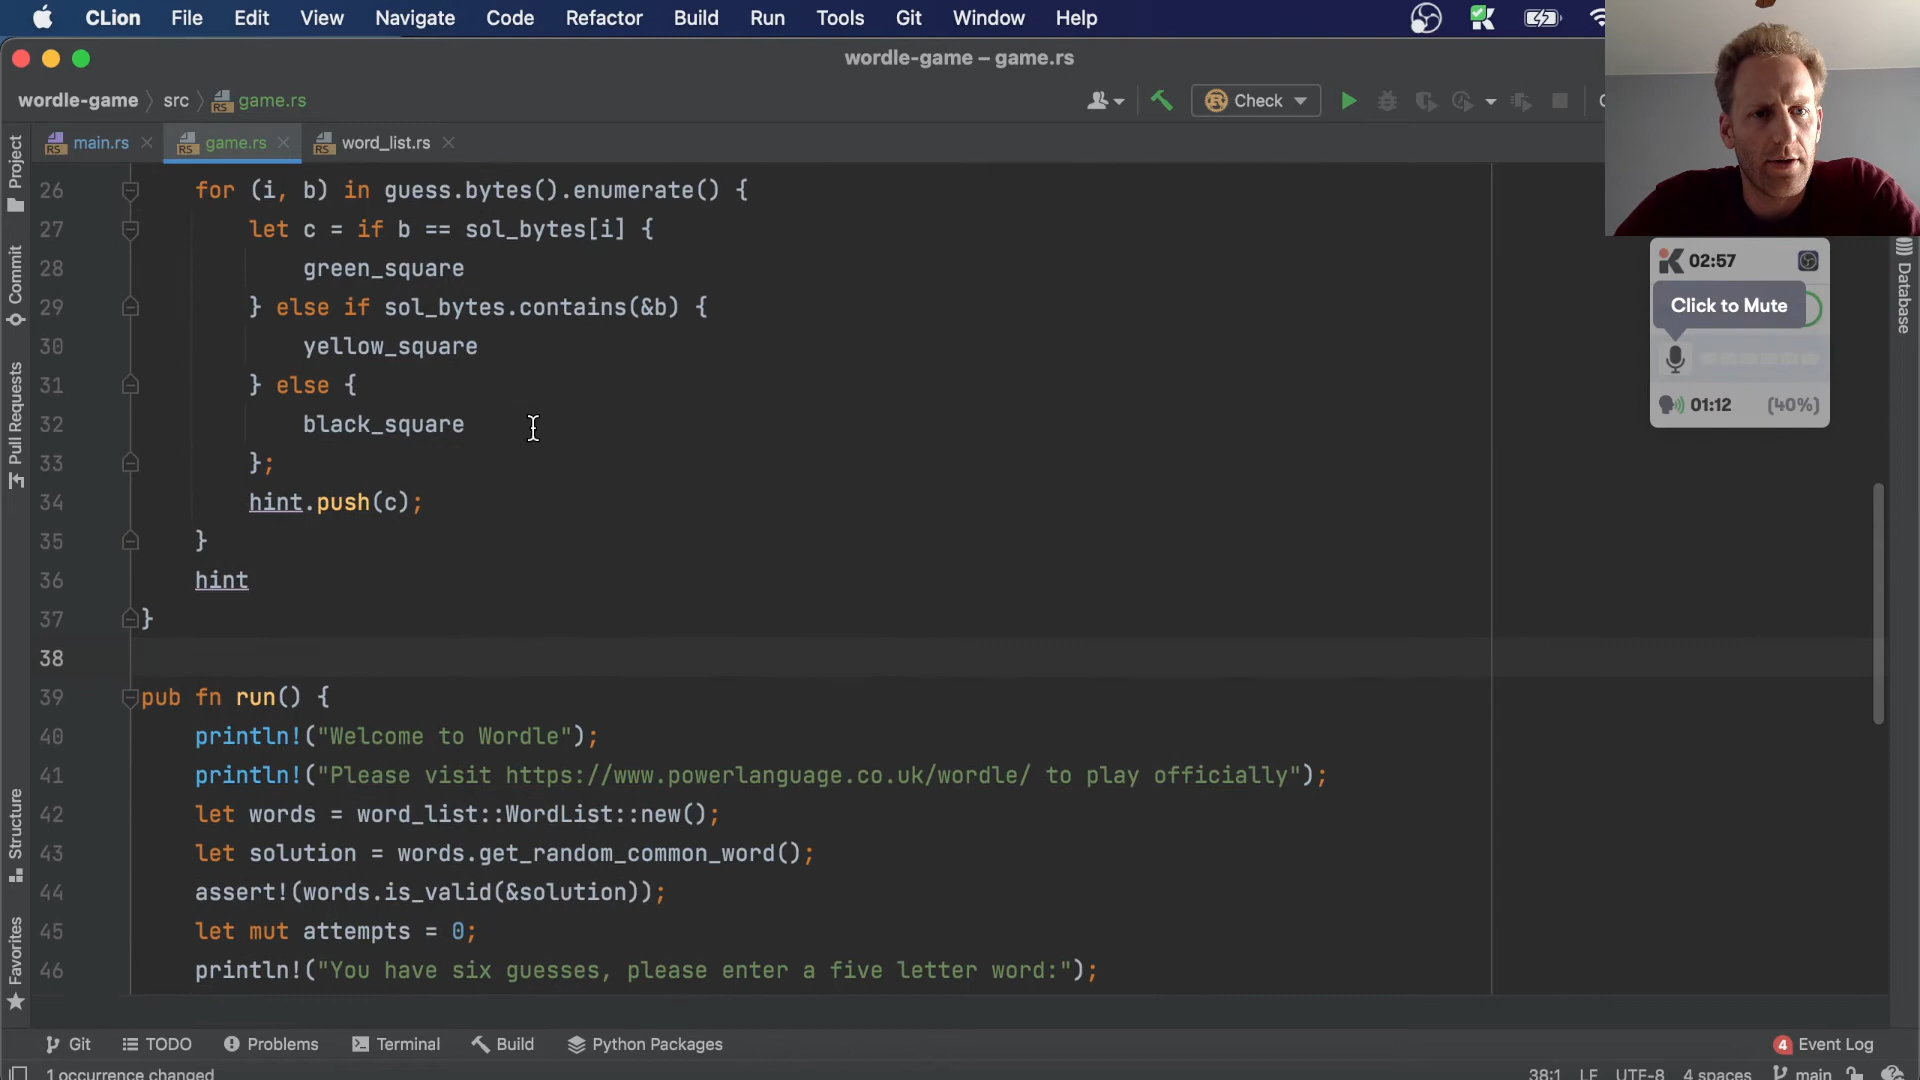 CLion File Edit View Navigate Code Refactor Build Run Tools Git Window Help
wordle-game – game.rs
wordle-game src game.rs Check
main.rs game.rs word_list.rs
Project
Commit
Pull Requests
Structure
Favorites
26 for (i, b) in guess.bytes().enumerate() {
27 let c = if b == sol_bytes[i] {
28 green_square
29 } else if sol_bytes.contains(&b) {
30 yellow_square
31 } else {
32 black_square
33 };
34 hint.push(c);
35 }
36 hint
37 }
38
39 pub fn run() {
40 println!("Welcome to Wordle");
41 println!("Please visit https://www.powerlanguage.co.uk/wordle/ to play officially");
42 let words = word_list::WordList::new();
43 let solution = words.get_random_common_word();
44 assert!(words.is_valid(&solution));
45 let mut attempts = 0;
46 println!("You have six guesses, please enter a five letter word:");
02:57
Click to Mute
01:12 (40%)
Database
Git TODO Problems Terminal Build Python Packages 4 Event Log
1 occurrence changed 38:1 LF UTF-8 4 spaces main